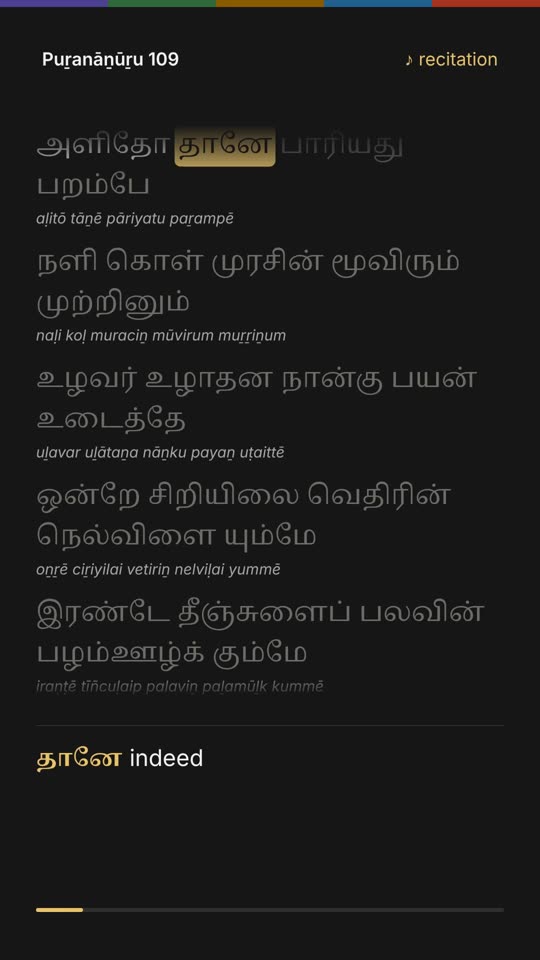 Puṟanāṉūṟu 109
♪ recitation
அளிதோ தானே பாரியது
பறம்பே
aḷitō tāṉē pāriyatu paṟampē
நளி கொள் முரசின் மூவிரும்
முற்றினும்
naḷi koḷ muraciṉ mūvirum muṟṟiṉum
உழவர் உழாதன நான்கு பயன்
உடைத்தே
uḻavar uḻātaṉa nāṉku payaṉ uṭaittē
ஒன்றே சிறியிலை வெதிரின்
நெல்விளை யும்மே
oṉṟē ciṟiyilai vetiriṉ nelviḷai yummē
இரண்டே தீஞ்சுளைப் பலவின்
பழம்ஊழ்க் கும்மே
iraṇṭē tīñcuḷaip palaviṉ paḻamūḻk kummē
தானே indeed